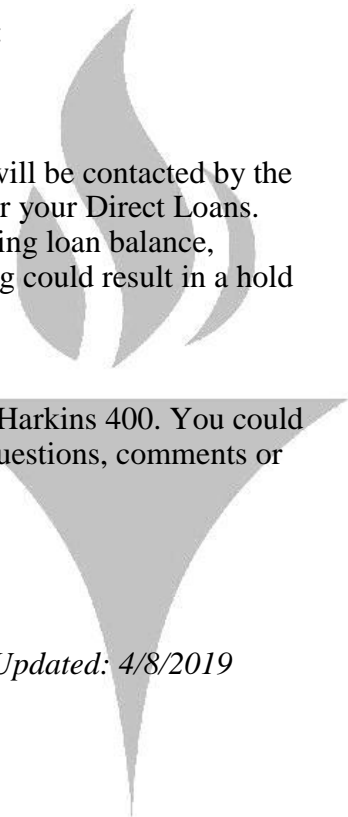 will be contacted by the
r your Direct Loans.
ing loan balance,
g could result in a hold
Harkins 400. You could
uestions, comments or
Updated: 4/8/2019